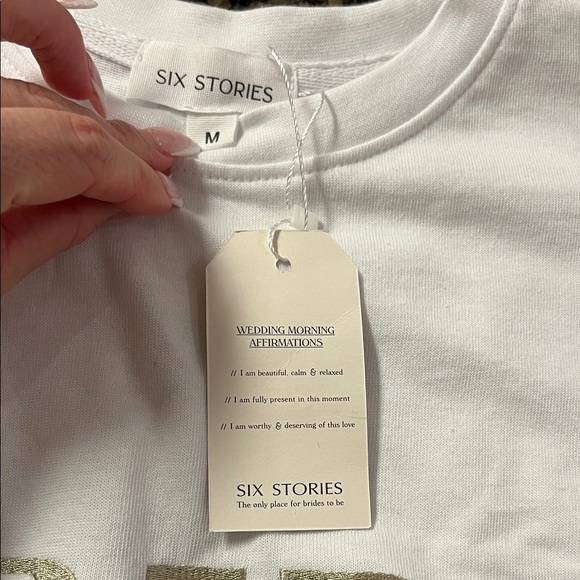 SIX STORIES
M
WEDDING MORNING
AFFIRMATIONS
// I am beautiful, calm & relaxed
// I am fully present in this moment
// I am worthy & deserving of this love
SIX STORIES
The only place for brides to be